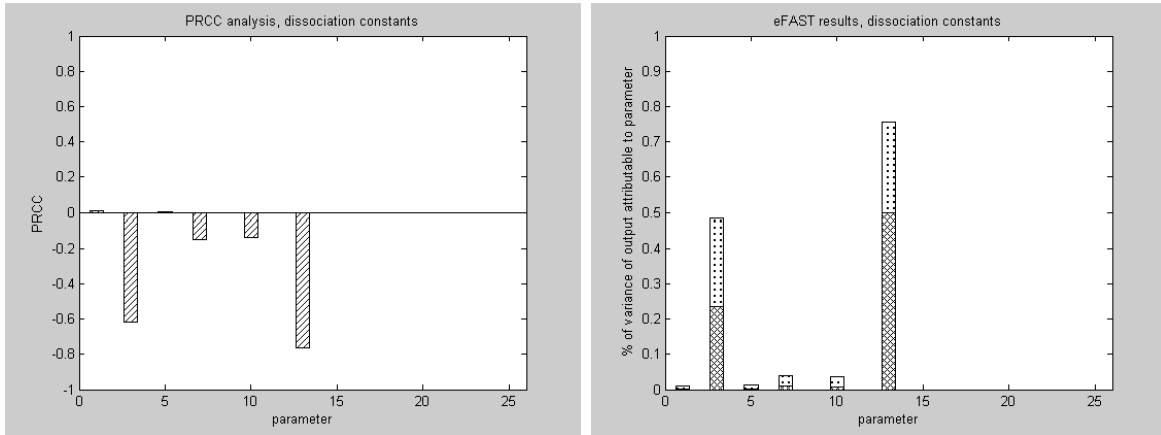 PRCC analysis, dissociation constants
1
0.8
0.6
0.4
0.2
0
-0.2
-0.4
-0.6
-0.8
-1
PRCC
0 5 10 15 20 25
parameter
eFAST results, dissociation constants
1
0.9
0.8
0.7
0.6
0.5
0.4
0.3
0.2
0.1
0
% of variance of output attributable to parameter
0 5 10 15 20 25
parameter